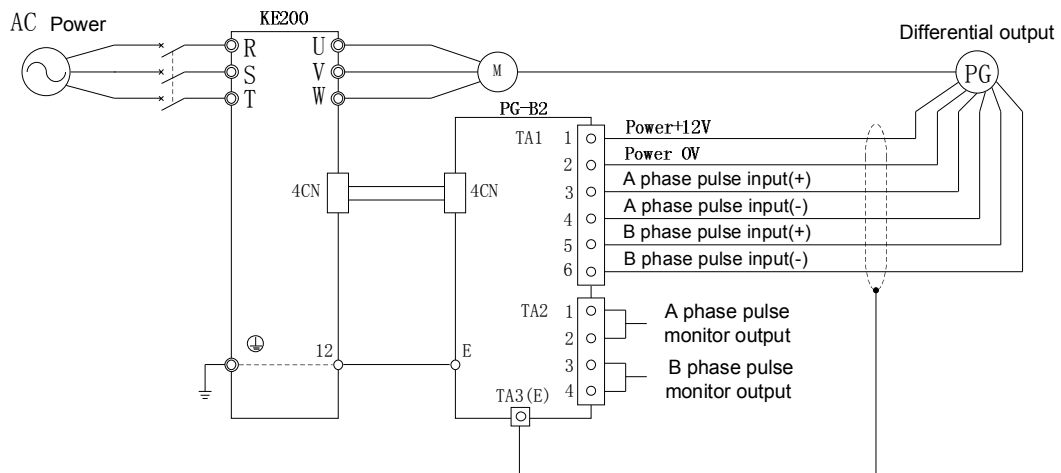 KE200
AC Power
R
S
T
U
V
W
M
Differential output
PG
PG-B2
TA1
1
2
3
4
5
6
Power+12V
Power 0V
A phase pulse input(+)
A phase pulse input(-)
B phase pulse input(+)
B phase pulse input(-)
4CN
4CN
TA2
1
2
3
4
A phase pulse
monitor output
B phase pulse
monitor output
12
E
TA3(E)